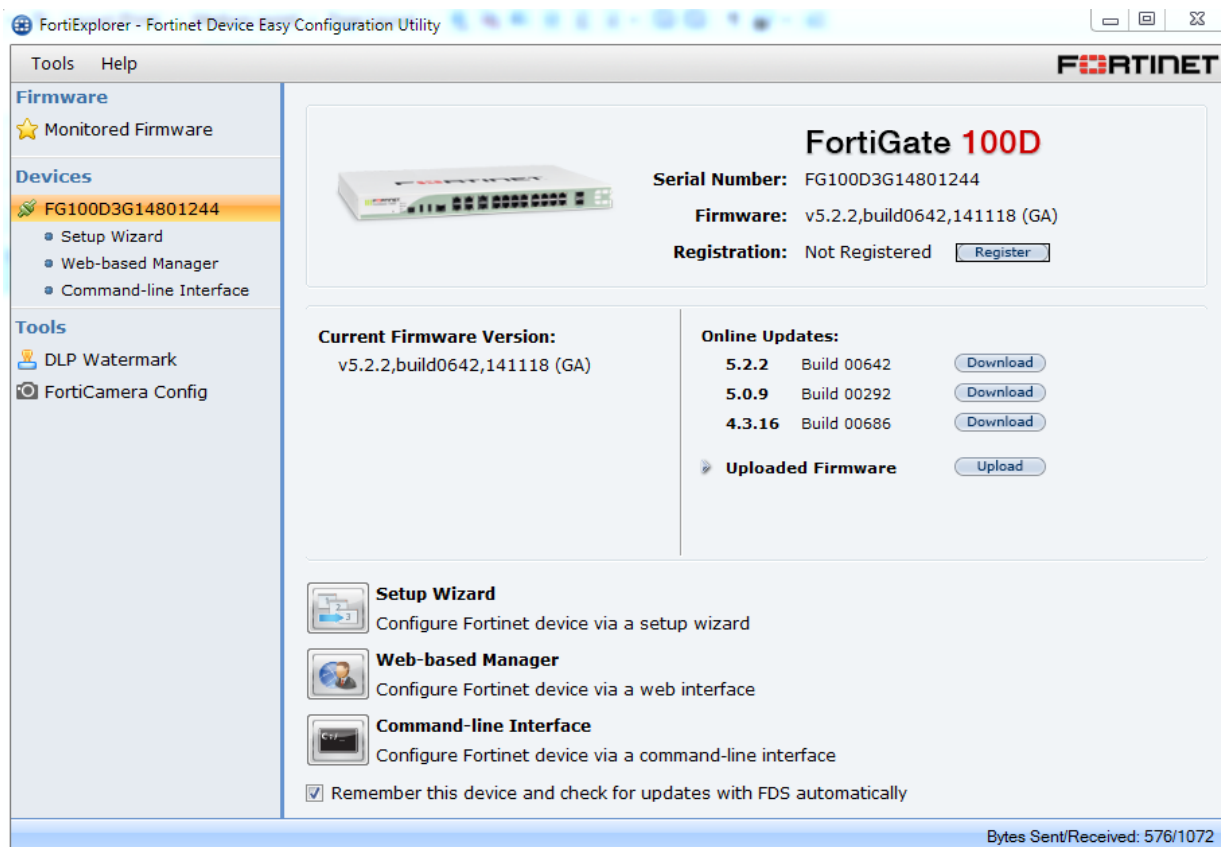 FortiExplorer - Fortinet Device Easy Configuration Utility
Tools Help
FORTINET
Firmware
Monitored Firmware
Devices
FG100D3G14801244
Setup Wizard
Web-based Manager
Command-line Interface
Tools
DLP Watermark
FortiCamera Config
FORTINET
FortiGate 100D
Serial Number: FG100D3G14801244
Firmware: v5.2.2,build0642,141118 (GA)
Registration: Not Registered Register
Current Firmware Version:
v5.2.2,build0642,141118 (GA)
Online Updates:
5.2.2 Build 00642 Download
5.0.9 Build 00292 Download
4.3.16 Build 00686 Download
Uploaded Firmware Upload
Setup Wizard
Configure Fortinet device via a setup wizard
Web-based Manager
Configure Fortinet device via a web interface
C:/_
Command-line Interface
Configure Fortinet device via a command-line interface
Remember this device and check for updates with FDS automatically
Bytes Sent/Received: 576/1072